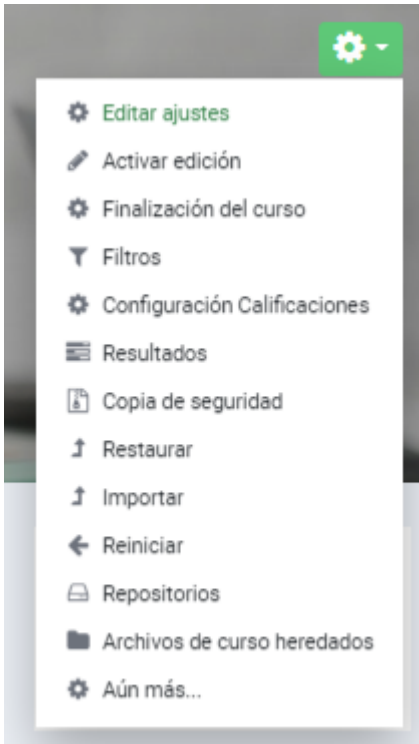 Editar ajustes
Activar edición
Finalización del curso
Filtros
Configuración Calificaciones
Resultados
Copia de seguridad
Restaurar
Importar
Reiniciar
Repositorios
Archivos de curso heredados
Aún más...